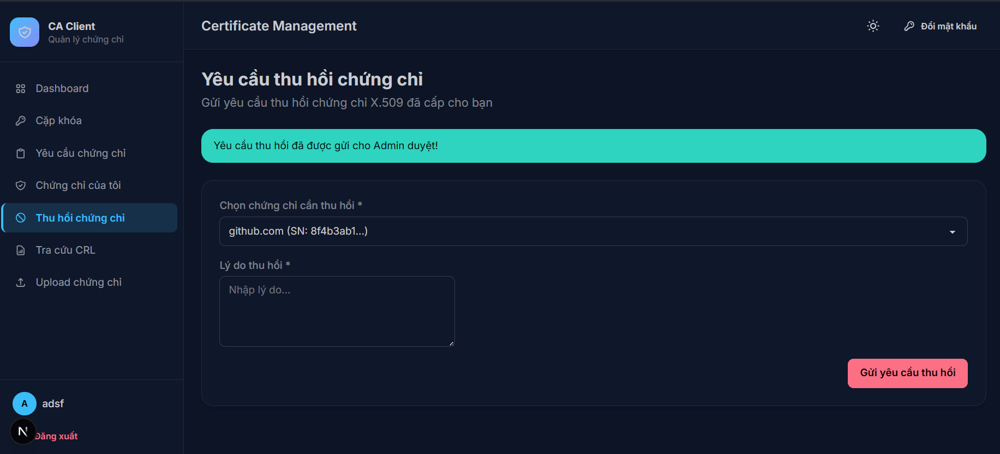 CA Client
Quản lý chứng chỉ
Dashboard
Cặp khóa
Yêu cầu chứng chỉ
Chứng chỉ của tôi
Thu hồi chứng chỉ
Tra cứu CRL
Upload chứng chỉ
A
adsf
N
Đăng xuất
Certificate Management
Đổi mật khẩu
Yêu cầu thu hồi chứng chỉ
Gửi yêu cầu thu hồi chứng chỉ X.509 đã cấp cho bạn
Yêu cầu thu hồi đã được gửi cho Admin duyệt!
Chọn chứng chỉ cần thu hồi *
github.com (SN: 8f4b3ab1...)
Lý do thu hồi *
Nhập lý do...
Gửi yêu cầu thu hồi